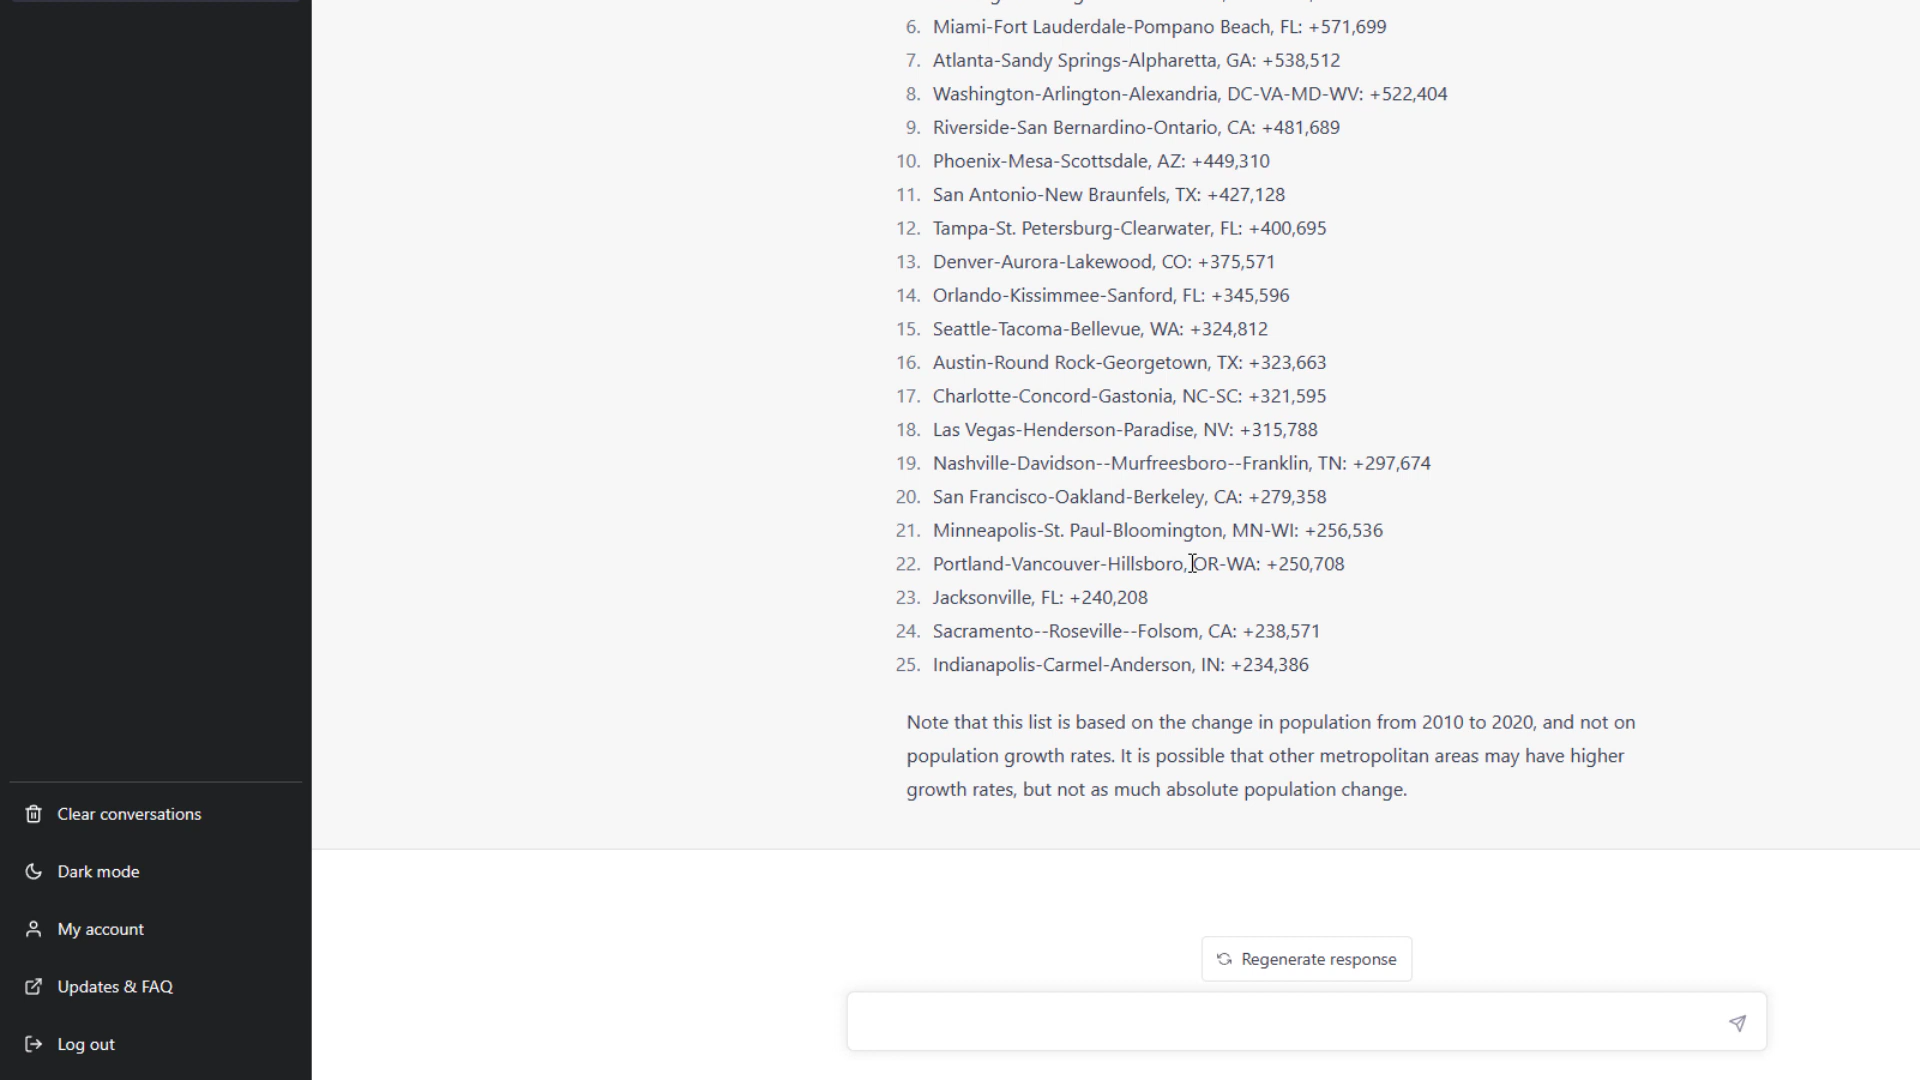 6. Miami-Fort Lauderdale-Pompano Beach, FL: +571,699
7. Atlanta-Sandy Springs-Alpharetta, GA: +538,512
8. Washington-Arlington-Alexandria, DC-VA-MD-WV: +522,404
9. Riverside-San Bernardino-Ontario, CA: +481,689
10. Phoenix-Mesa-Scottsdale, AZ: +449,310
11. San Antonio-New Braunfels, TX: +427,128
12. Tampa-St. Petersburg-Clearwater, FL: +400,695
13. Denver-Aurora-Lakewood, CO: +375,571
14. Orlando-Kissimmee-Sanford, FL: +345,596
15. Seattle-Tacoma-Bellevue, WA: +324,812
16. Austin-Round Rock-Georgetown, TX: +323,663
17. Charlotte-Concord-Gastonia, NC-SC: +321,595
18. Las Vegas-Henderson-Paradise, NV: +315,788
19. Nashville-Davidson--Murfreesboro--Franklin, TN: +297,674
20. San Francisco-Oakland-Berkeley, CA: +279,358
21. Minneapolis-St. Paul-Bloomington, MN-WI: +256,536
22. Portland-Vancouver-Hillsboro, OR-WA: +250,708
23. Jacksonville, FL: +240,208
24. Sacramento--Roseville--Folsom, CA: +238,571
25. Indianapolis-Carmel-Anderson, IN: +234,386
Note that this list is based on the change in population from 2010 to 2020, and not on
population growth rates. It is possible that other metropolitan areas may have higher
growth rates, but not as much absolute population change.
Clear conversations
Dark mode
My account
Updates & FAQ
Log out
Regenerate response